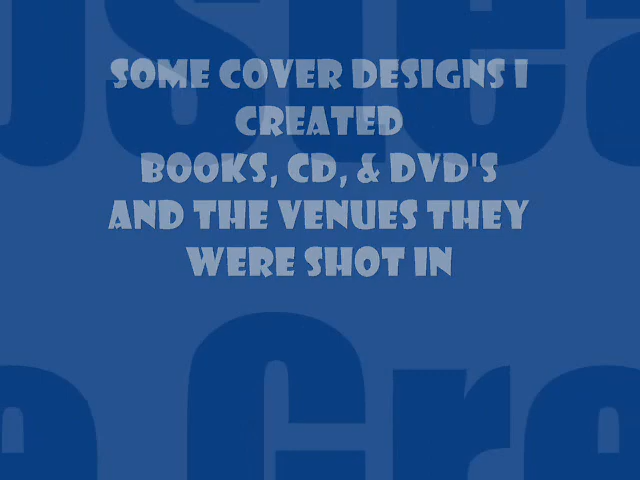 SOME COVER DESIGNS I
CREATED
BOOKS, CD, & DVD'S
AND THE VENUES THEY
WERE SHOT IN